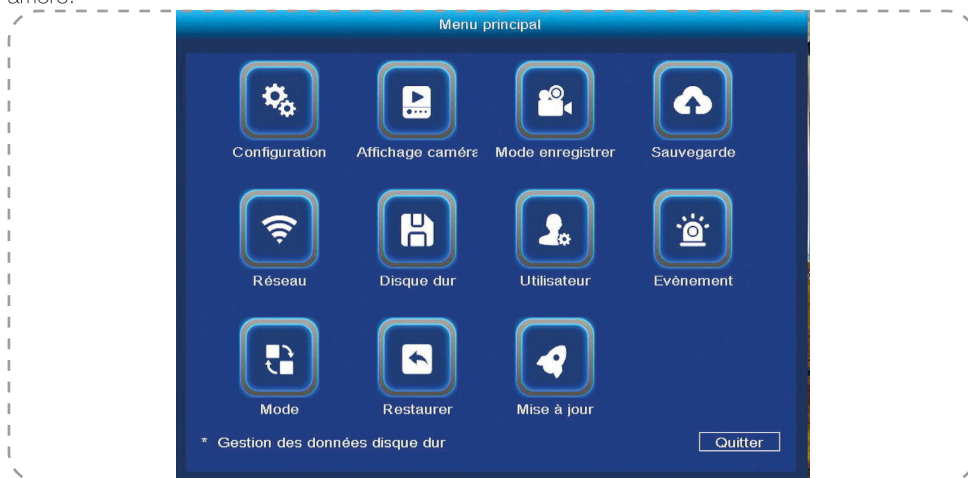 Menu principal
Configuration
Affichage caméra
Mode enregistrer
Sauvegarde
Réseau
Disque dur
Utilisateur
Evènement
Mode
Restaurer
Mise à jour
* Gestion des données disque dur
Quitter